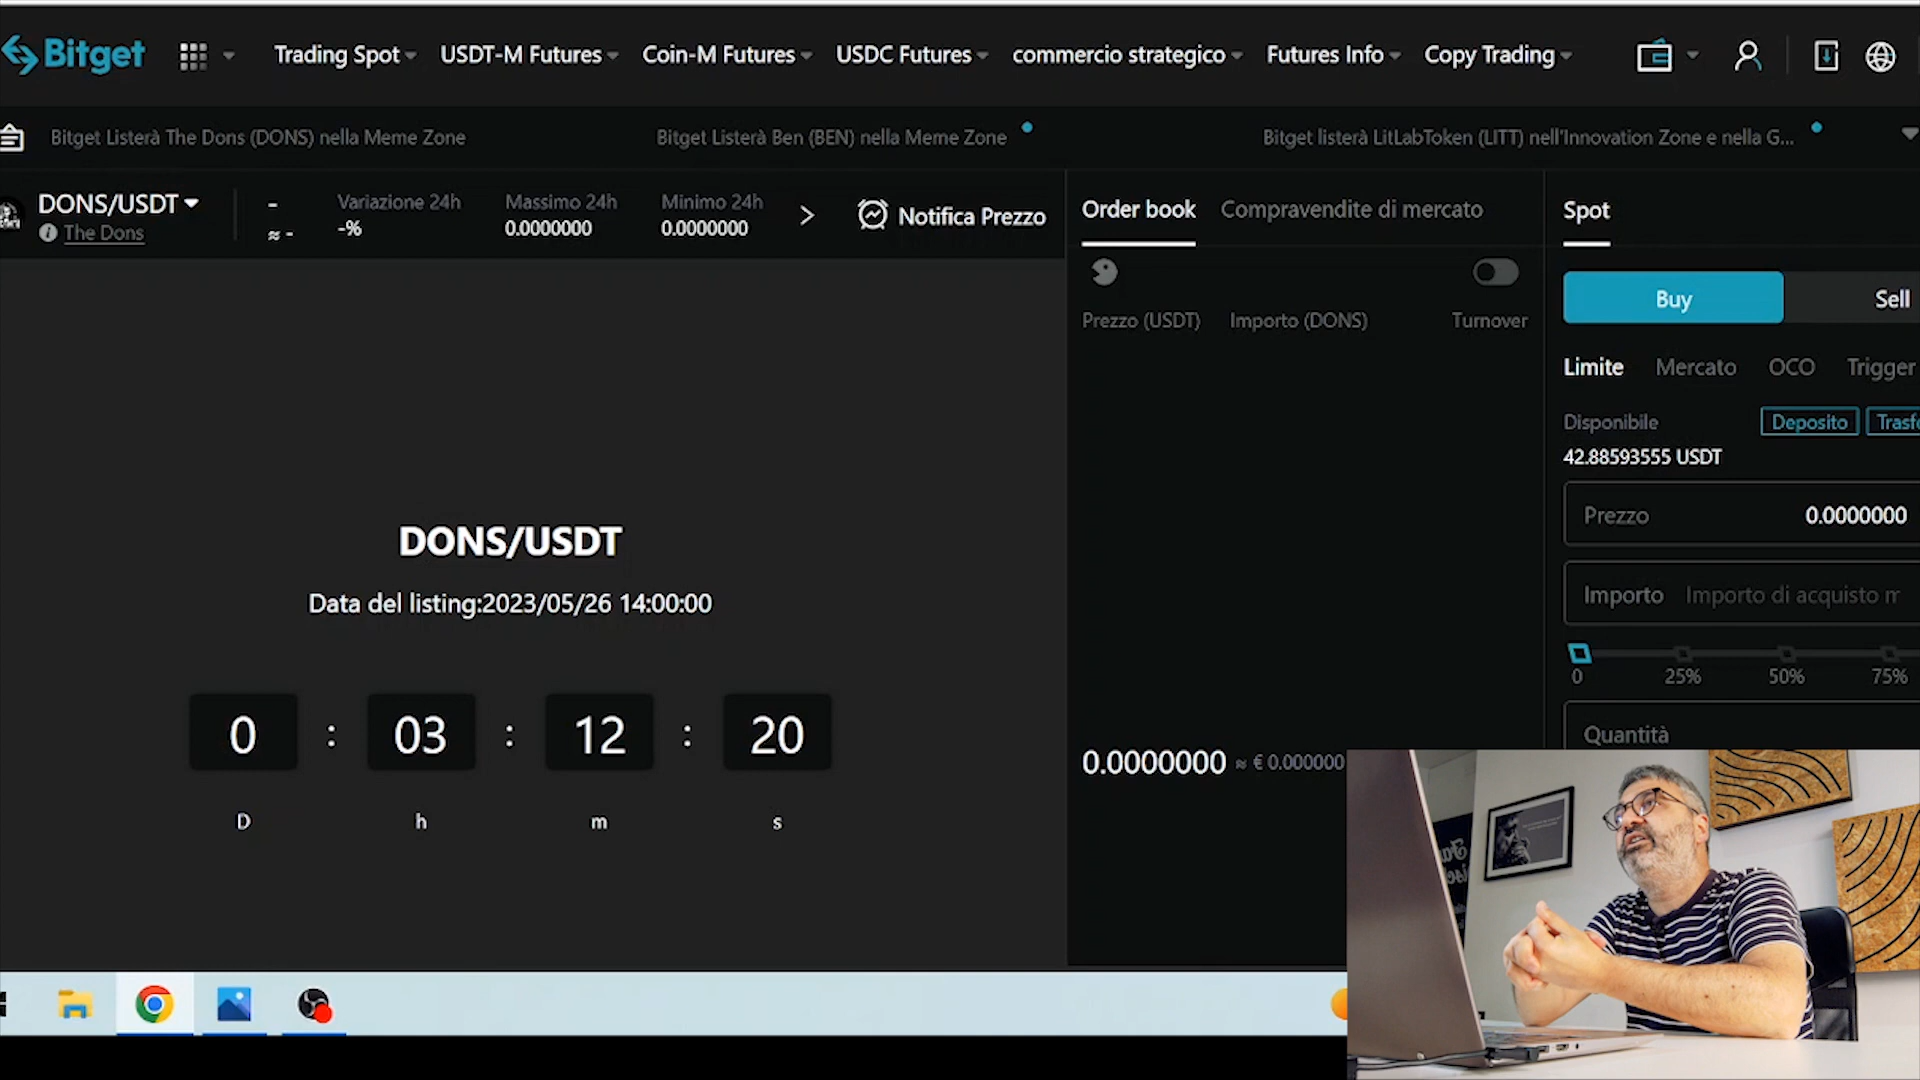 Bitget
Trading Spot USDT-M Futures Coin-M Futures USDC Futures commercio strategico Futures Info Copy Trading
Bitget Listerà The Dons (DONS) nella Meme Zone
Bitget Listerà Ben (BEN) nella Meme Zone
Bitget listerà LitLabToken (LITT) nell'Innovation Zone e nella G...
DONS/USDT
The Dons
-
≈ -
Variazione 24h
-%
Massimo 24h
0.0000000
Minimo 24h
0.0000000
Notifica Prezzo
Order book Compravendite di mercato
Prezzo (USDT) Importo (DONS) Turnover
0.0000000 ≈ € 0.000000
Spot
Buy Sell
Limite Mercato OCO Trigger
Disponibile Deposito Trasfe
42.88593555 USDT
Prezzo 0.0000000
Importo Importo di acquisto m
0 25% 50% 75%
Quantità
DONS/USDT
Data del listing:2023/05/26 14:00:00
0 : 03 : 12 : 20
D h m s